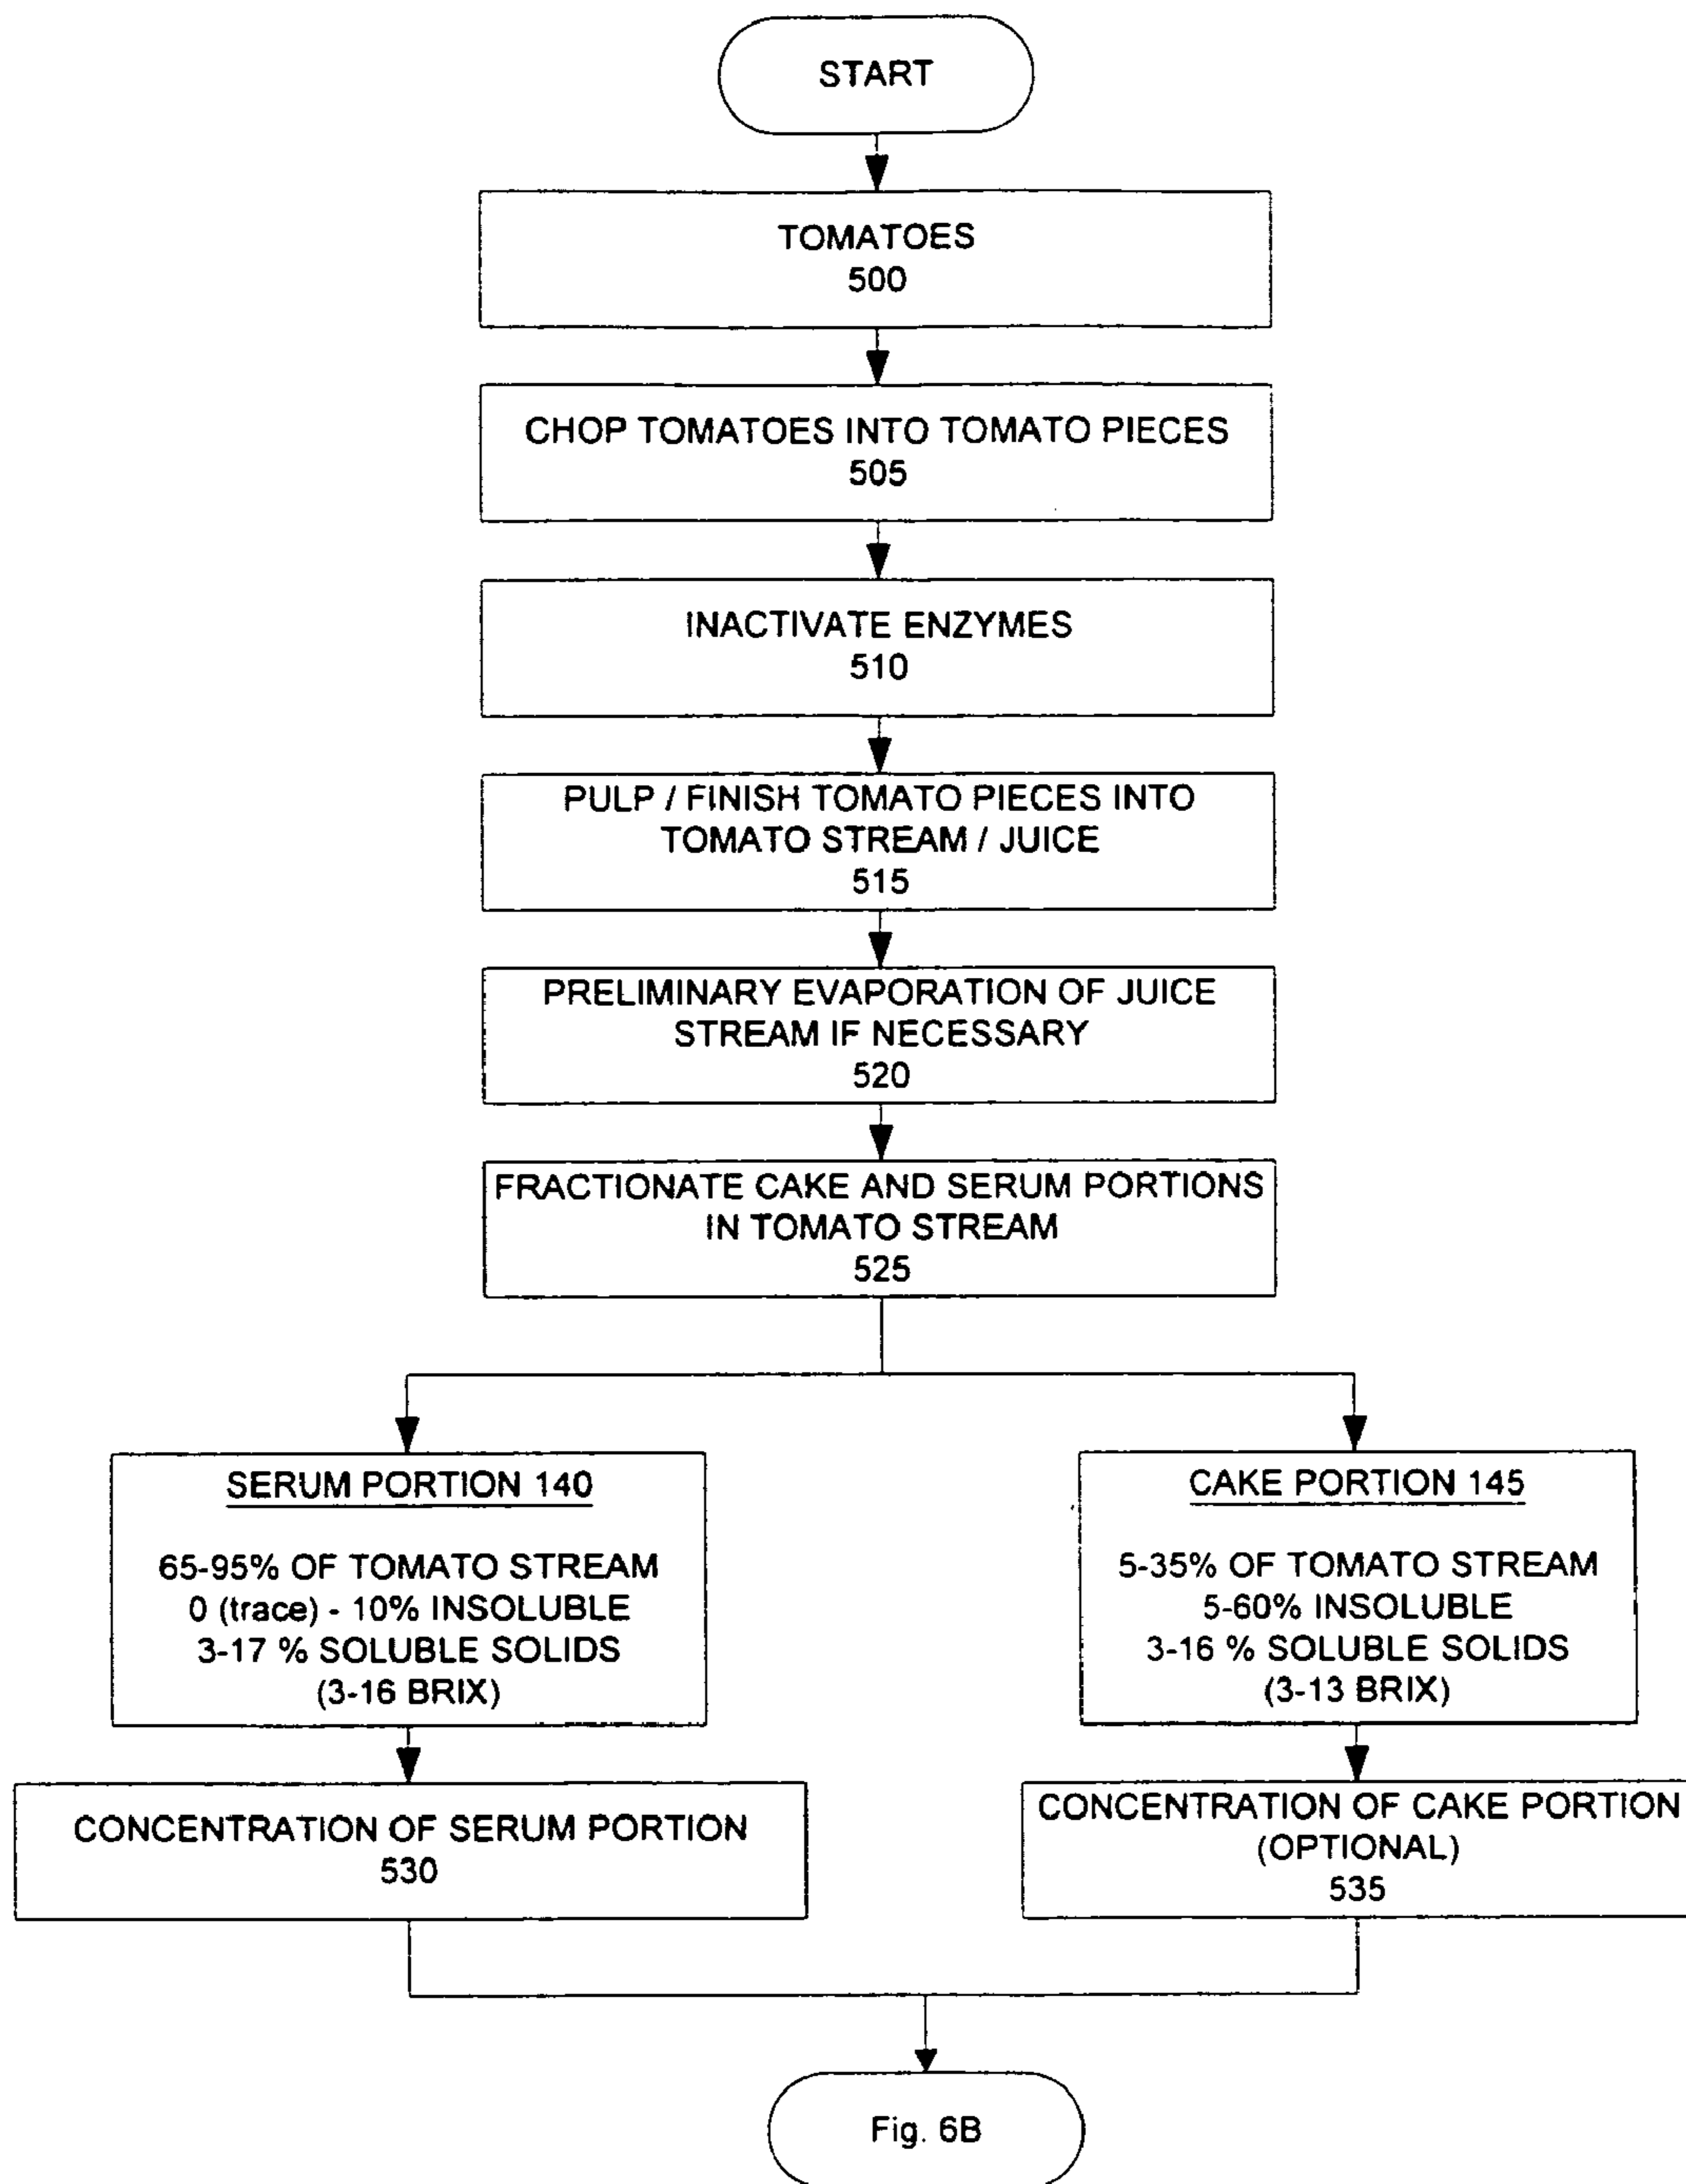 START
TOMATOES
500
CHOP TOMATOES INTO TOMATO PIECES
505
INACTIVATE ENZYMES
510
PULP / FINISH TOMATO PIECES INTO
TOMATO STREAM / JUICE
515
PRELIMINARY EVAPORATION OF JUICE
STREAM IF NECESSARY
520
FRACTIONATE CAKE AND SERUM PORTIONS
IN TOMATO STREAM
525
SERUM PORTION 140
65-95% OF TOMATO STREAM
0 (trace) - 10% INSOLUBLE
3-17 % SOLUBLE SOLIDS
(3-16 BRIX)
CAKE PORTION 145
5-35% OF TOMATO STREAM
5-60% INSOLUBLE
3-16 % SOLUBLE SOLIDS
(3-13 BRIX)
CONCENTRATION OF SERUM PORTION
530
CONCENTRATION OF CAKE PORTION
(OPTIONAL)
535
Fig. 6B